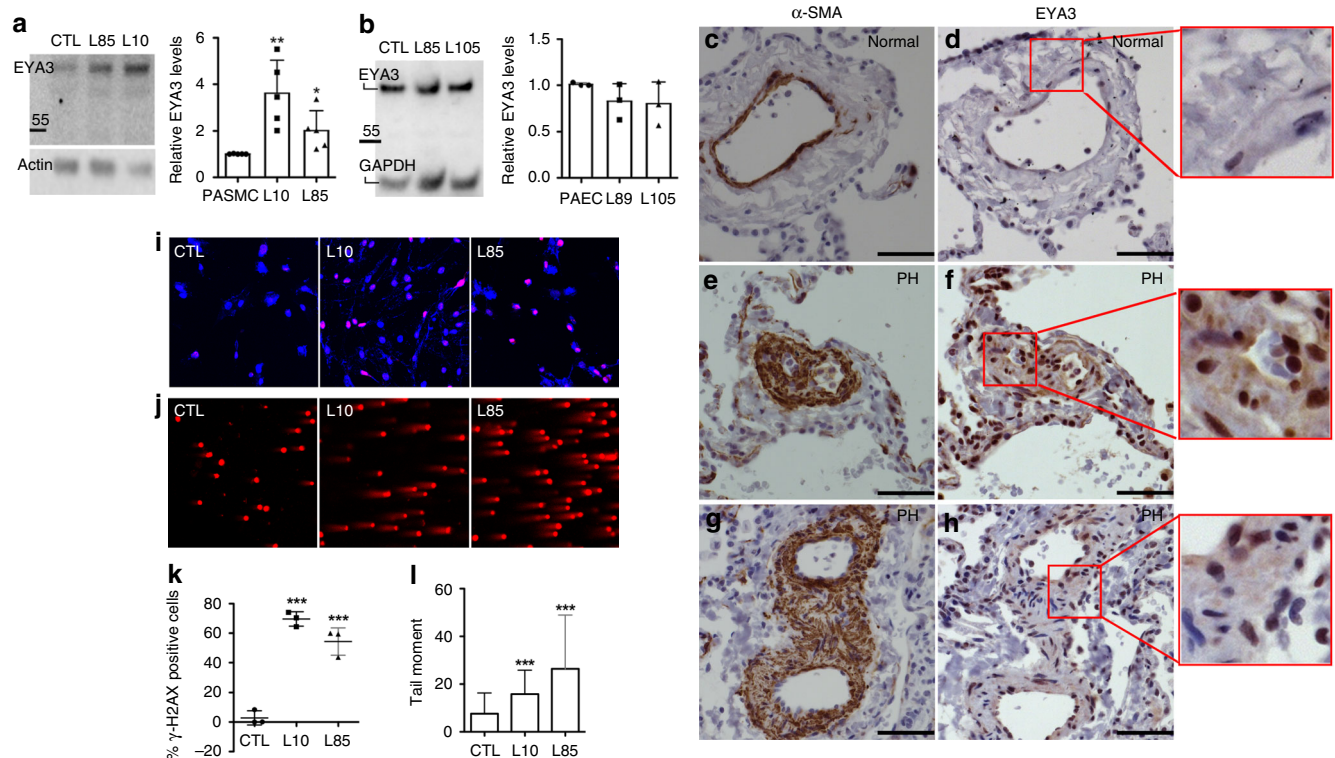 a
CTL L85 L10
EYA3
55
Actin
Relative EYA3 levels
6
4
2
0
**
*
PASMC L10 L85
b
CTL L85 L105
EYA3
55
GAPDH
Relative EYA3 levels
1.5
1.0
0.5
0.0
PAEC L89 L105
α-SMA
EYA3
c
Normal
d
Normal
e
PH
f
PH
g
PH
h
PH
i
CTL
L10
L85
j
CTL
L10
L85
k
% γ-H2AX positive cells
80
60
40
20
0
–20
***
***
CTL L10 L85
l
Tail moment
60
40
20
0
***
***
CTL L10 L85